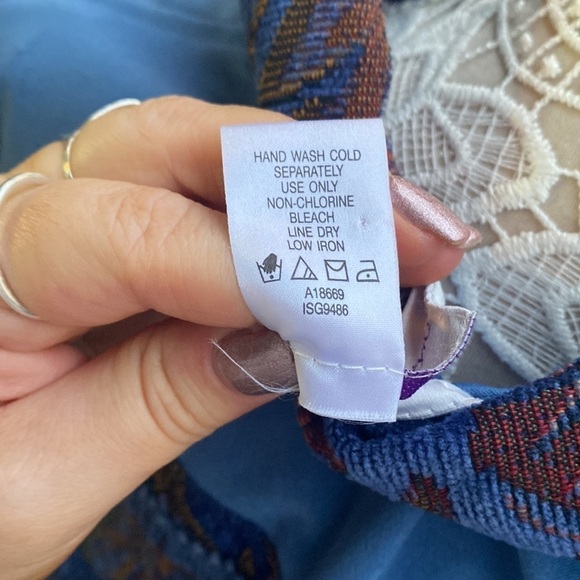 HAND WASH COLD
SEPARATELY
USE ONLY
NON-CHLORINE
BLEACH
LINE DRY
LOW IRON
A18669
ISG9486